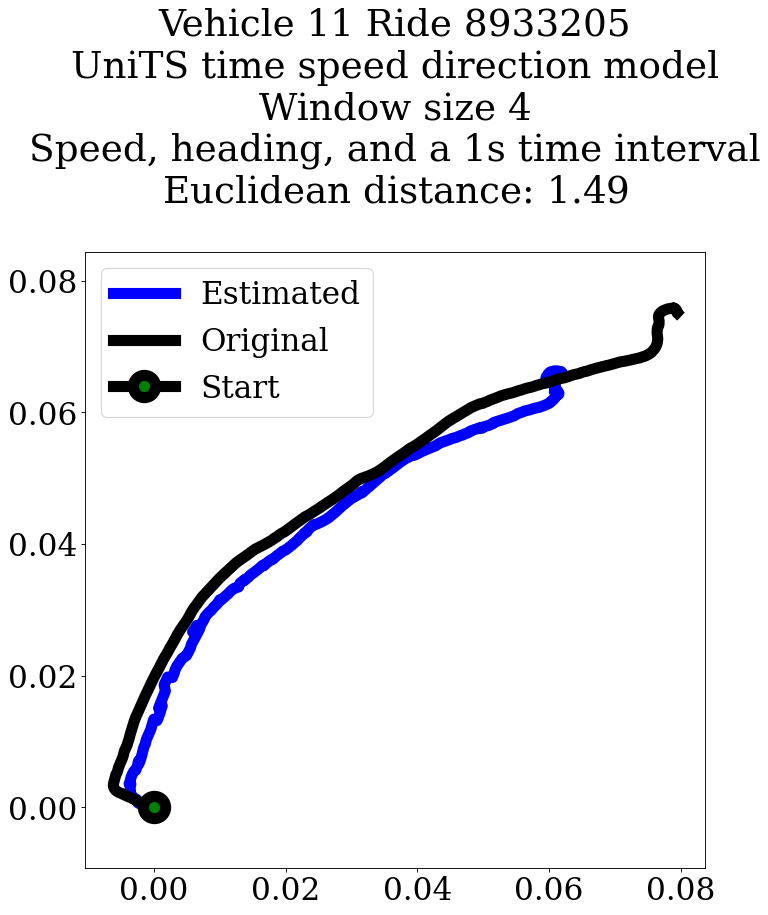 Vehicle 11 Ride 8933205
UniTS time speed direction model
Window size 4
Speed, heading, and a 1s time interval
Euclidean distance: 1.49
Estimated
Original
Start
0.08
0.06
0.04
0.02
0.00
0.00 0.02 0.04 0.06 0.08